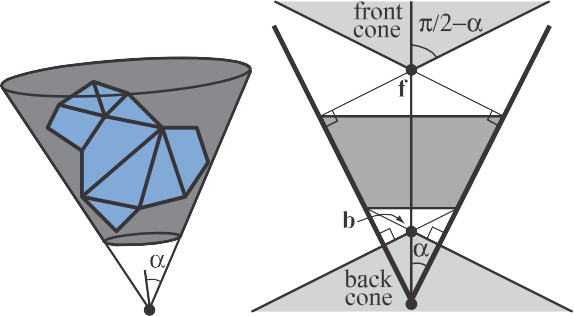 α
front
cone
π/2−α
f
b
α
back
cone